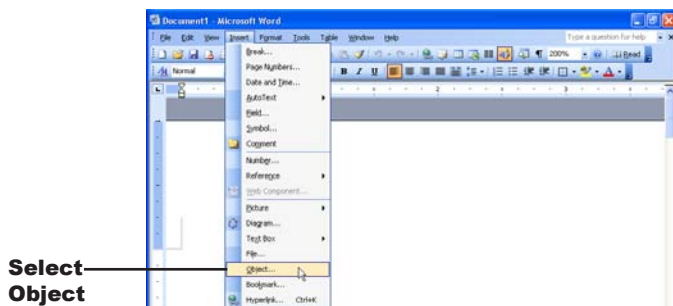 Document1 - Microsoft Word
File Edit View Insert Format Tools Table Window Help Type a question for help
Normal B I U 200% Read
Break...
Page Numbers...
Date and Time...
AutoText
Field...
Symbol...
Comment
Number...
Reference
Web Component...
Picture
Diagram...
Text Box
File...
Select
Object
Object...
Bookmark...
Hyperlink... Ctrl+K